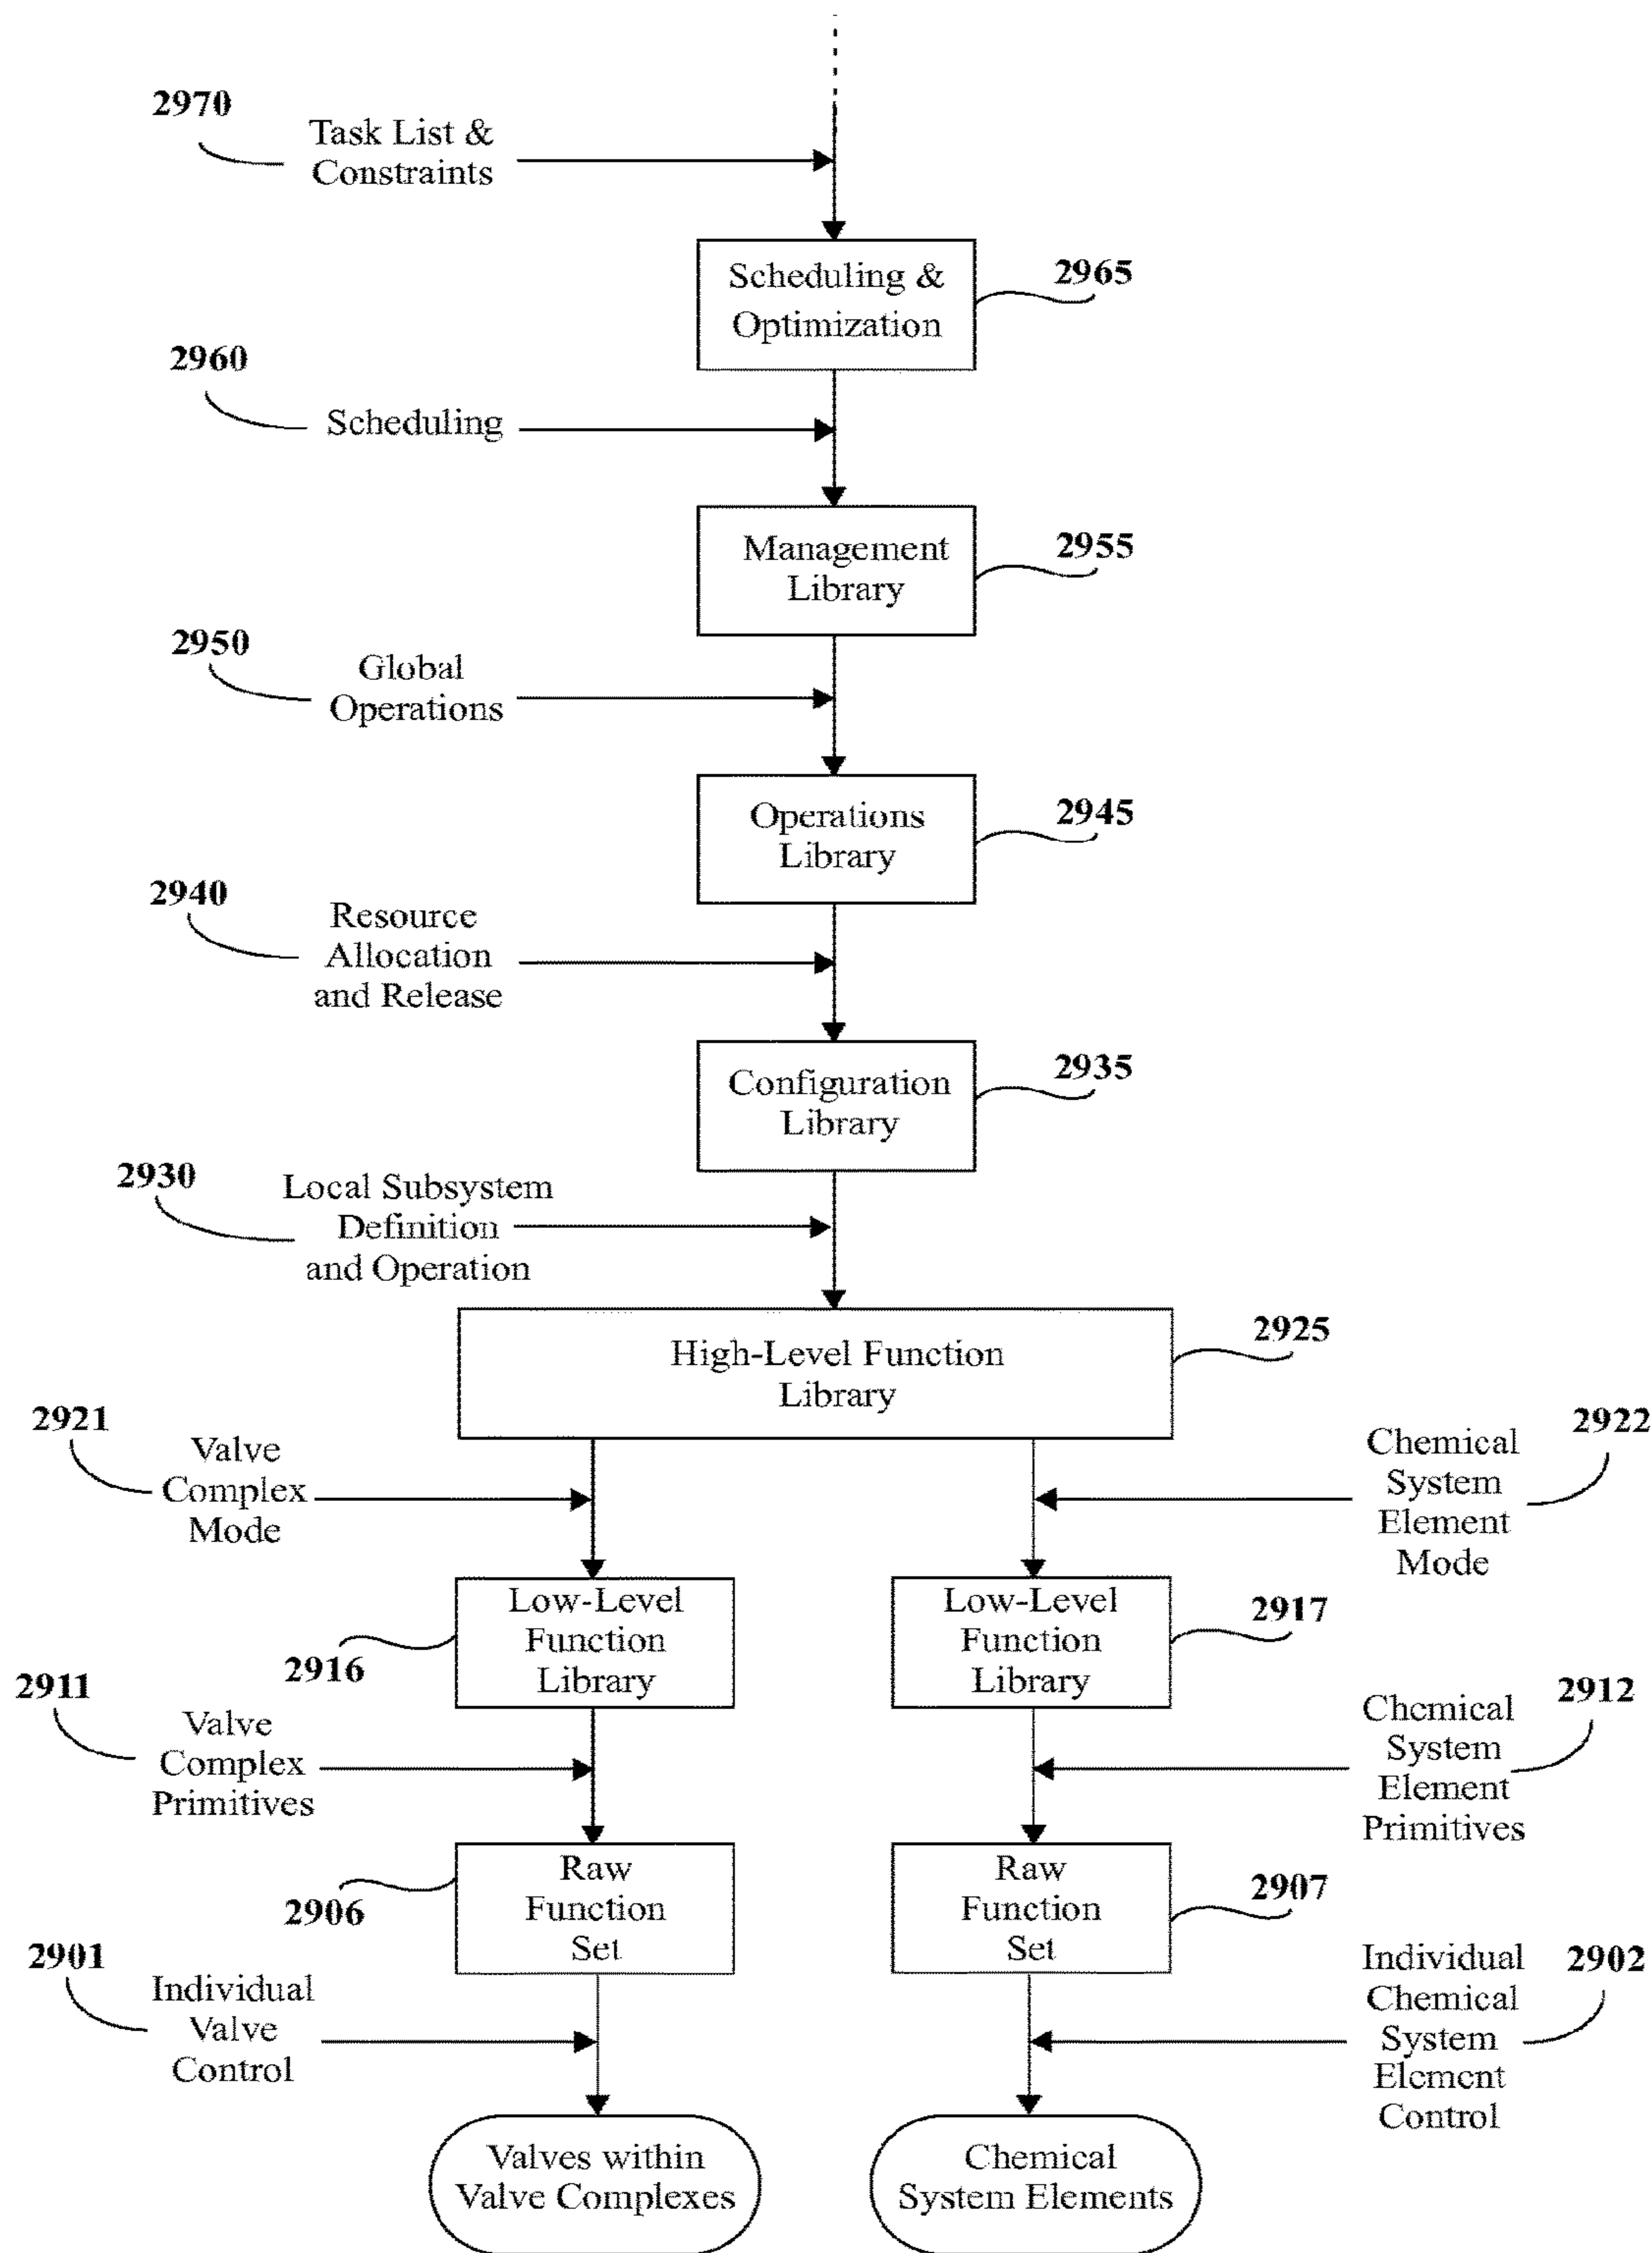 2970
Task List &
Constraints
Scheduling &
Optimization
2965
2960
Scheduling
Management
Library
2955
2950
Global
Operations
Operations
Library
2945
2940
Resource
Allocation
and Release
Configuration
Library
2935
2930
Local Subsystem
Definition
and Operation
High-Level Function
Library
2925
2921
Valve
Complex
Mode
2922
Chemical
System
Element
Mode
Low-Level
Function
Library
2916
Low-Level
Function
Library
2917
2911
Valve
Complex
Primitives
2912
Chemical
System
Element
Primitives
Raw
Function
Set
2906
Raw
Function
Set
2907
2901
Individual
Valve
Control
2902
Individual
Chemical
System
Element
Control
Valves within
Valve Complexes
Chemical
System Elements